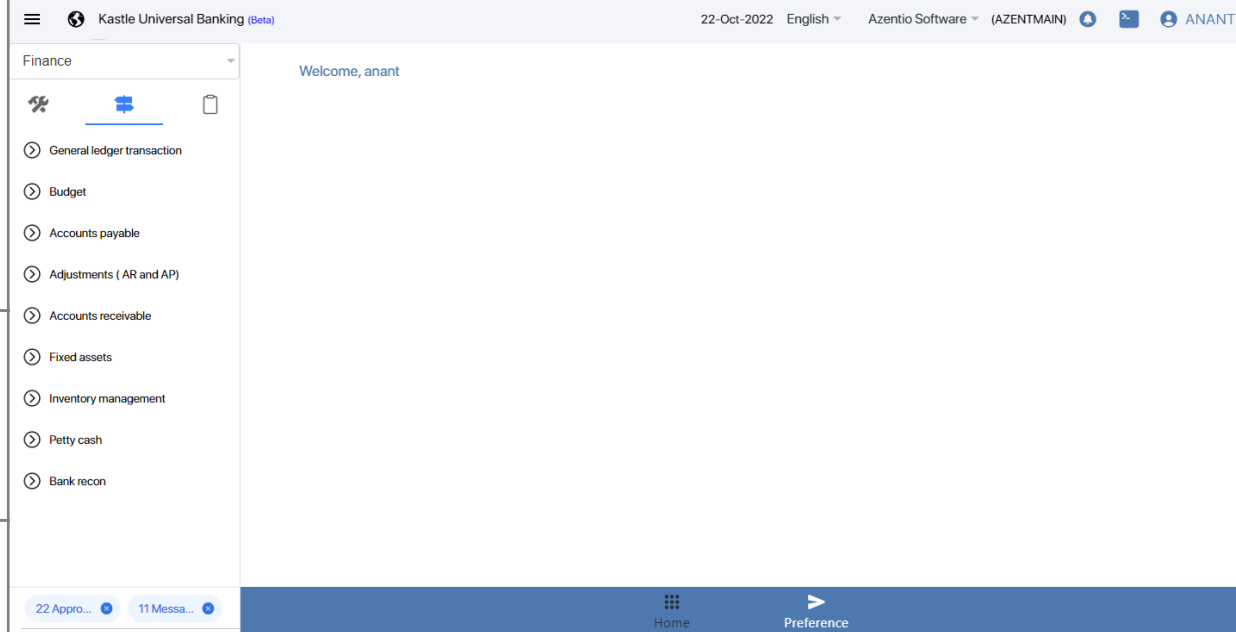 Kastle Universal Banking (Beta) 22-Oct-2022 English Azentio Software (AZENTMAIN) ANANT
Finance
Welcome, anant
General ledger transaction
Budget
Accounts payable
Adjustments ( AR and AP)
Accounts receivable
Fixed assets
Inventory management
Petty cash
Bank recon
22 Appro... 11 Messa...
Home Preference